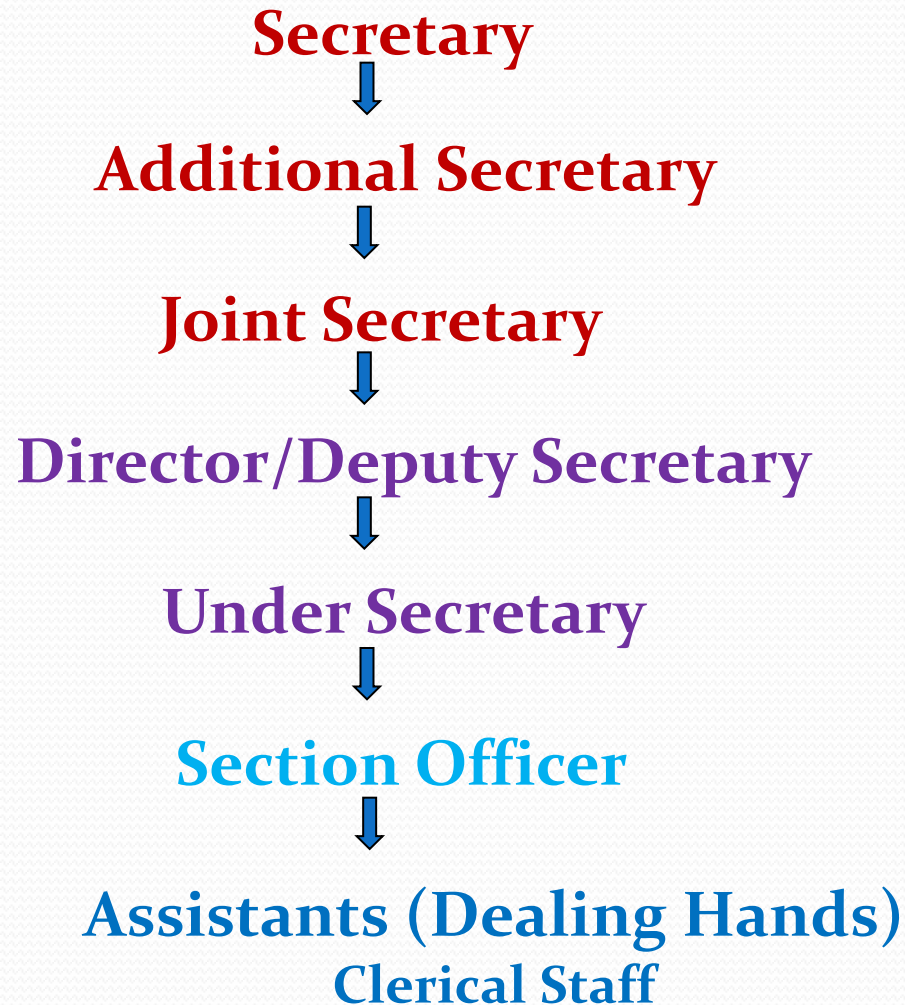 Secretary
Additional Secretary
Joint Secretary
Director/Deputy Secretary
Under Secretary
Section Officer
Assistants (Dealing Hands)
Clerical Staff